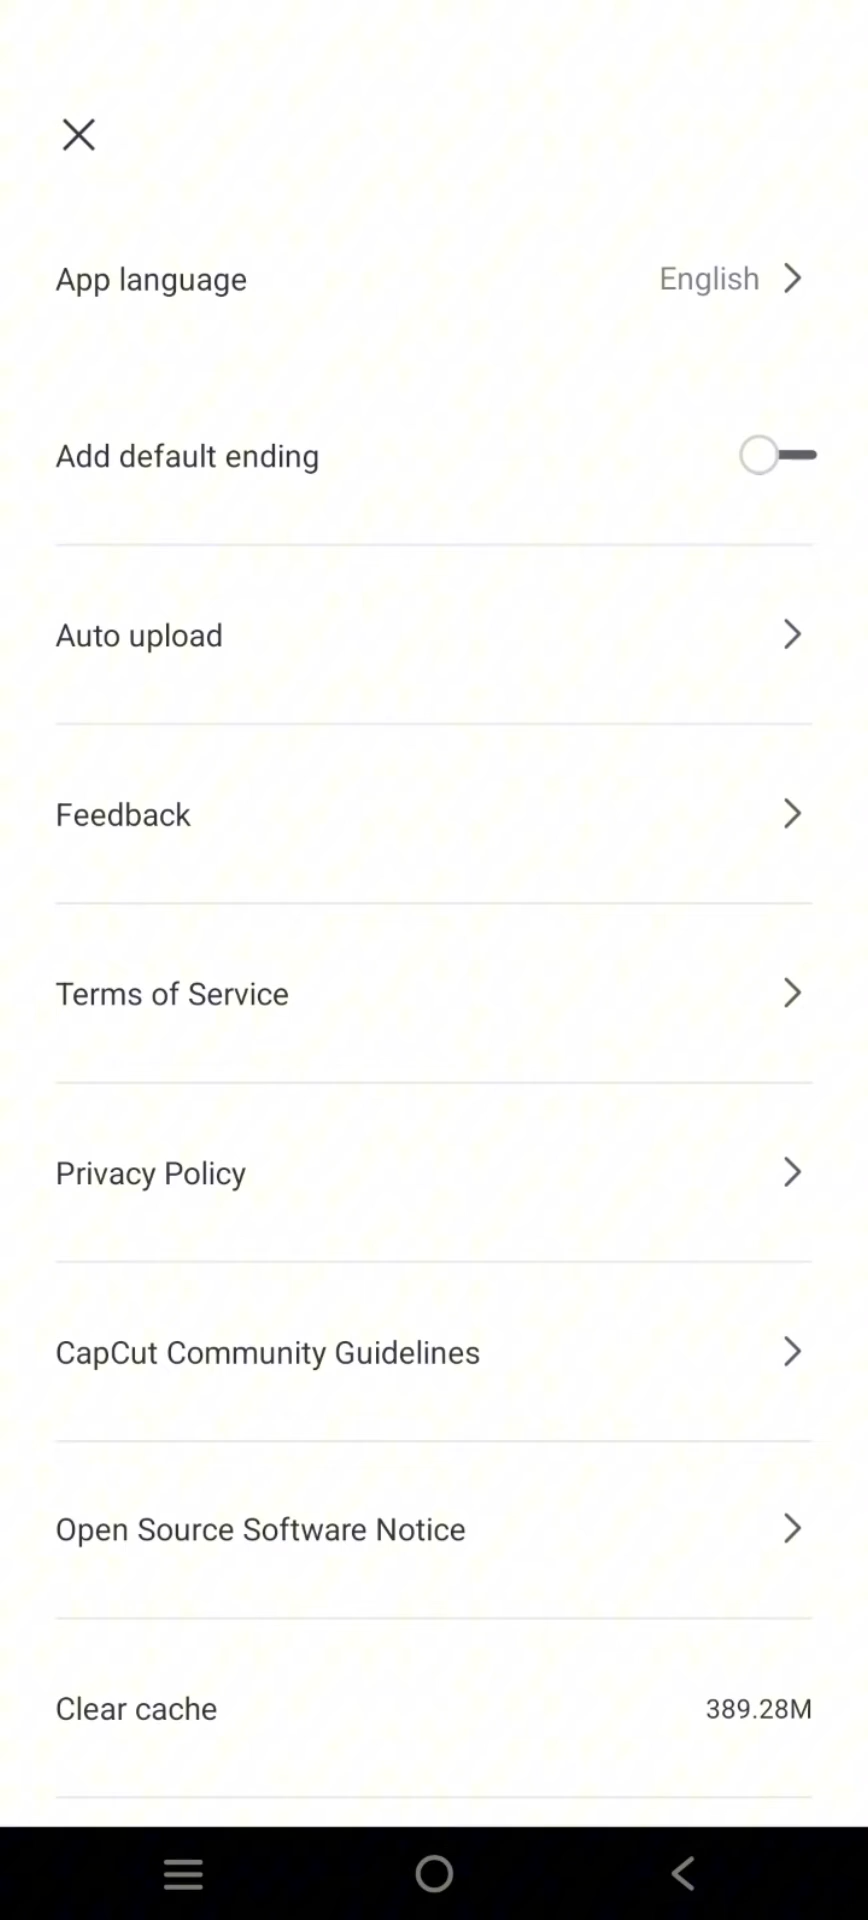 App language
English
Add default ending
Auto upload
Feedback
Terms of Service
Privacy Policy
CapCut Community Guidelines
Open Source Software Notice
Clear cache
389.28M